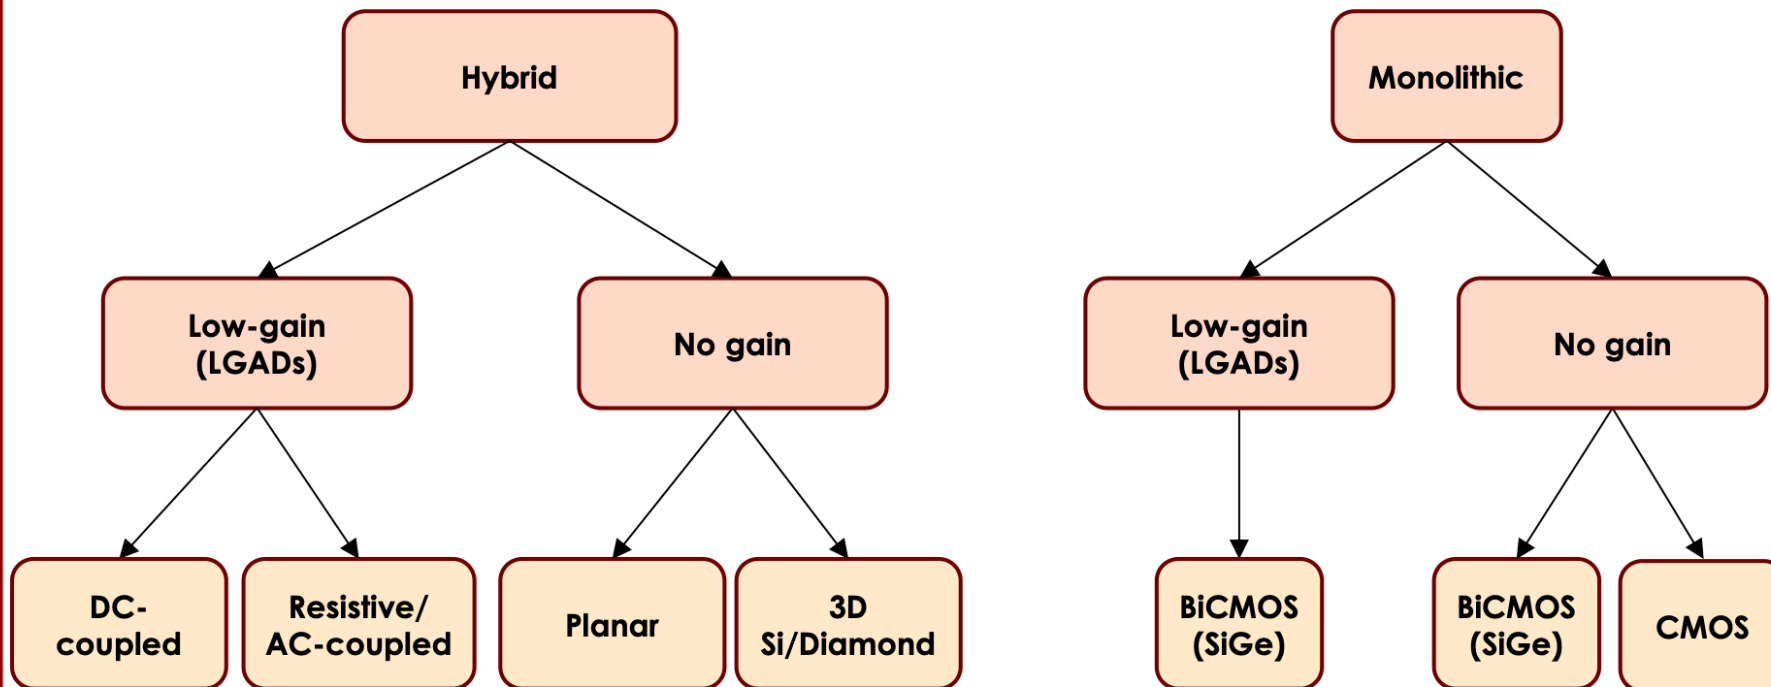 Hybrid
Monolithic
Low-gain
(LGADs)
No gain
Low-gain
(LGADs)
No gain
DC-
coupled
Resistive/
AC-coupled
Planar
3D
Si/Diamond
BiCMOS
(SiGe)
BiCMOS
(SiGe)
CMOS